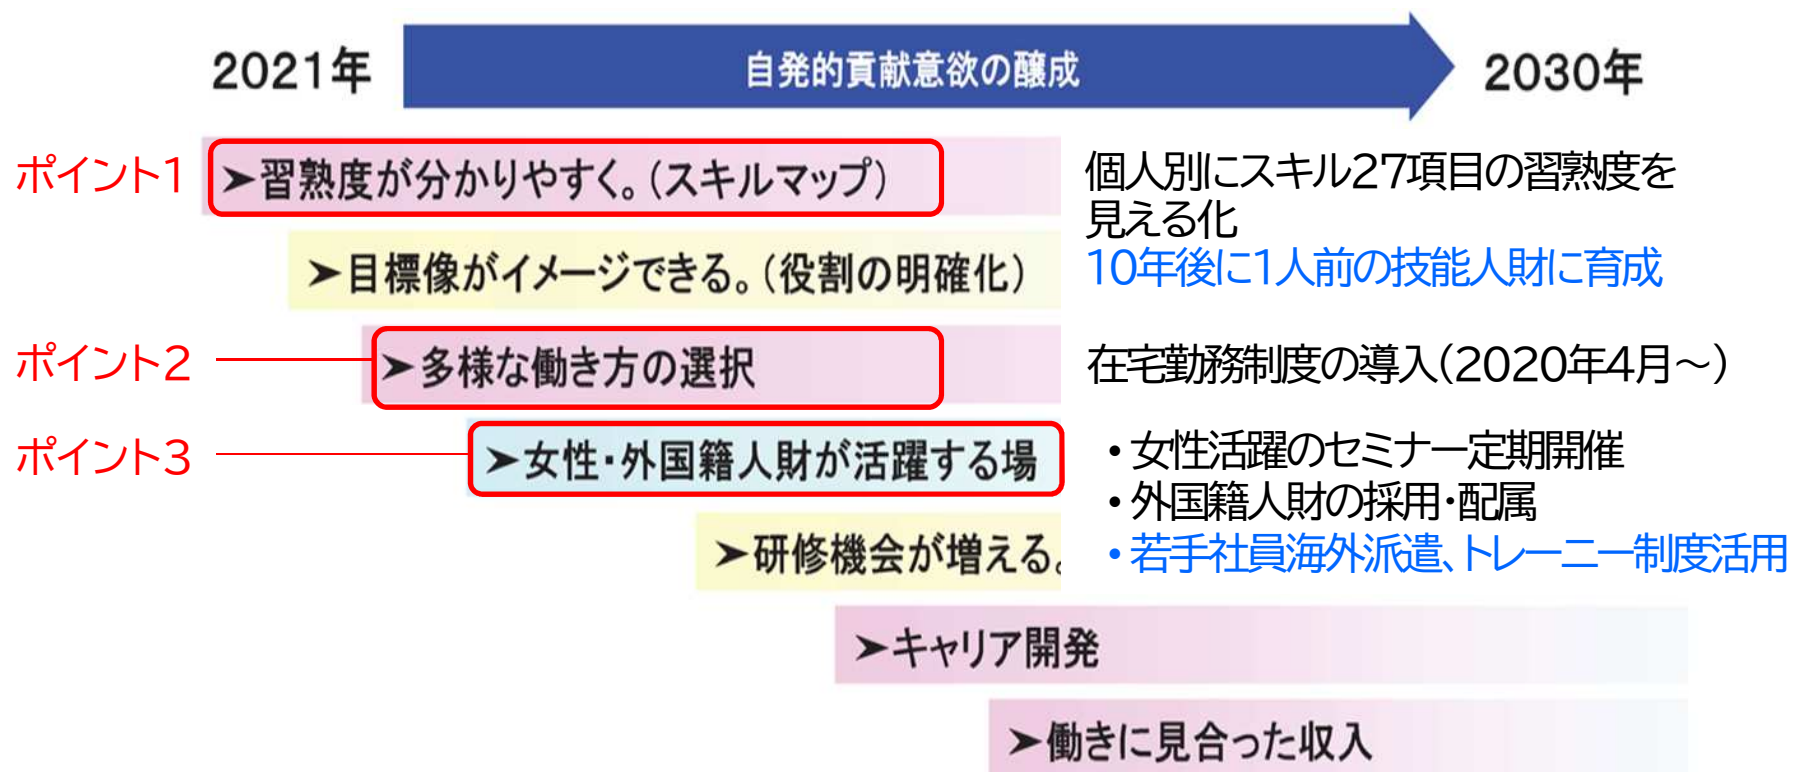 2021年
自発的貢献意欲の醸成
2030年
ポイント1
➤習熟度が分かりやすく。(スキルマップ)
個人別にスキル27項目の習熟度を
見える化
10年後に1人前の技能人財に育成
➤目標像がイメージできる。(役割の明確化)
ポイント2
➤多様な働き方の選択
在宅勤務制度の導入(2020年4月～)
ポイント3
➤女性・外国籍人財が活躍する場
• 女性活躍のセミナー定期開催
• 外国籍人財の採用・配属
• 若手社員海外派遣、トレーニー制度活用
➤研修機会が増える。
➤キャリア開発
➤働きに見合った収入